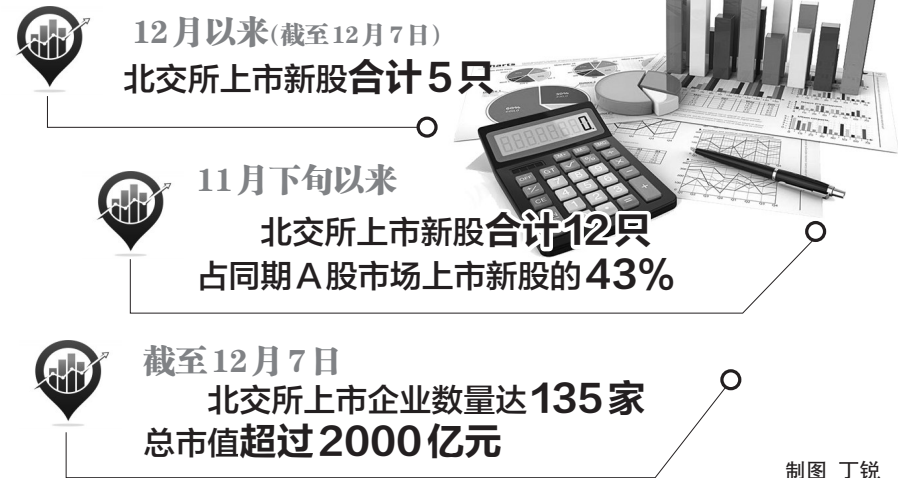 12月以来(截至12月7日)
北交所上市新股合计5只
11月下旬以来
北交所上市新股合计12只
占同期A股市场上市新股的43%
截至12月7日
北交所上市企业数量达135家
总市值超过2000亿元
制图 丁锐